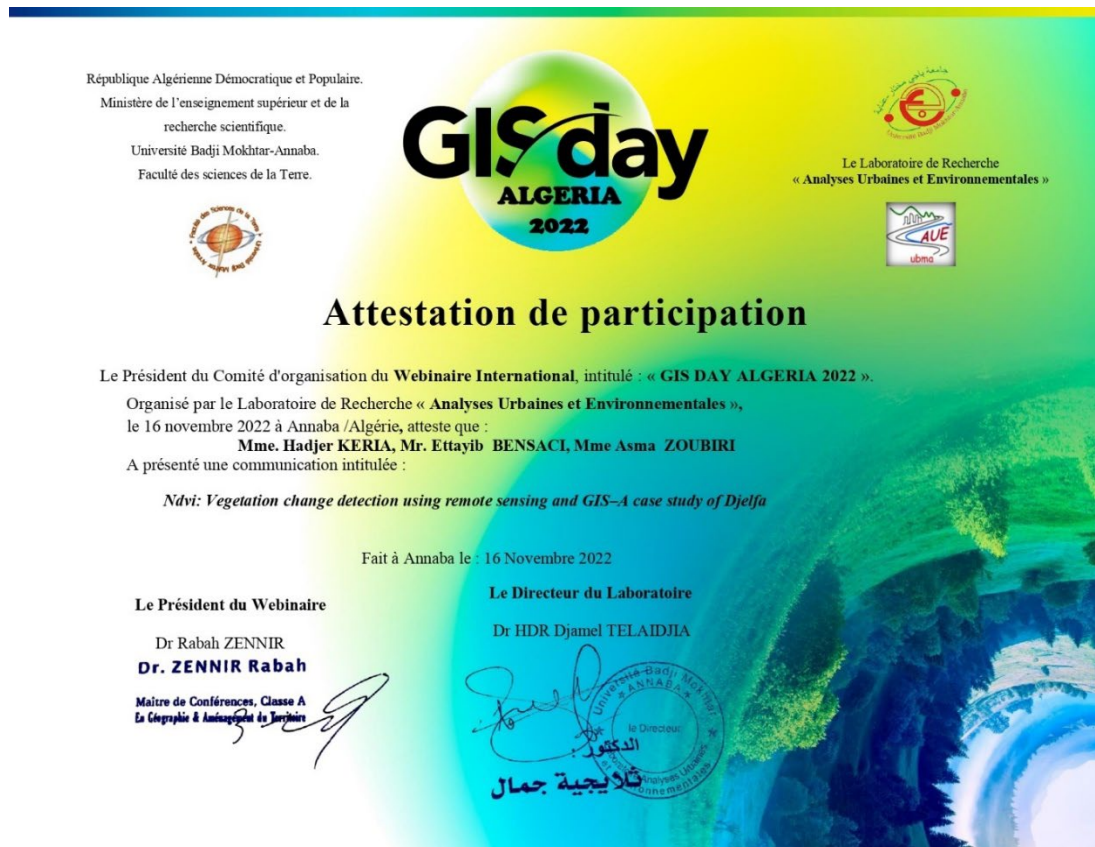 République Algérienne Démocratique et Populaire.
Ministère de l'enseignement supérieur et de la
recherche scientifique.
Université Badji Mokhtar-Annaba.
Faculté des sciences de la Terre.
GIS day
ALGERIA
2022
Le Laboratoire de Recherche
« Analyses Urbaines et Environnementales »
AUE
ubma
Attestation de participation
Le Président du Comité d'organisation du Webinaire International, intitulé : « GIS DAY ALGERIA 2022 ».
Organisé par le Laboratoire de Recherche « Analyses Urbaines et Environnementales »,
le 16 novembre 2022 à Annaba /Algérie, atteste que :
Mme. Hadjer KERIA, Mr. Ettayib BENSACI, Mme Asma ZOUBIRI
A présenté une communication intitulée :
Ndvi: Vegetation change detection using remote sensing and GIS–A case study of Djelfa
Fait à Annaba le : 16 Novembre 2022
Le Président du Webinaire
Dr Rabah ZENNIR
Dr. ZENNIR Rabah
Maitre de Conférences, Classe A
En Géographie & Aménagement du Territoire
Le Directeur du Laboratoire
Dr HDR Djamel TELAIDJIA
Université Badji Mokhtar
ANNABA
le Directeur
الدكتور
ثلايجية جمال